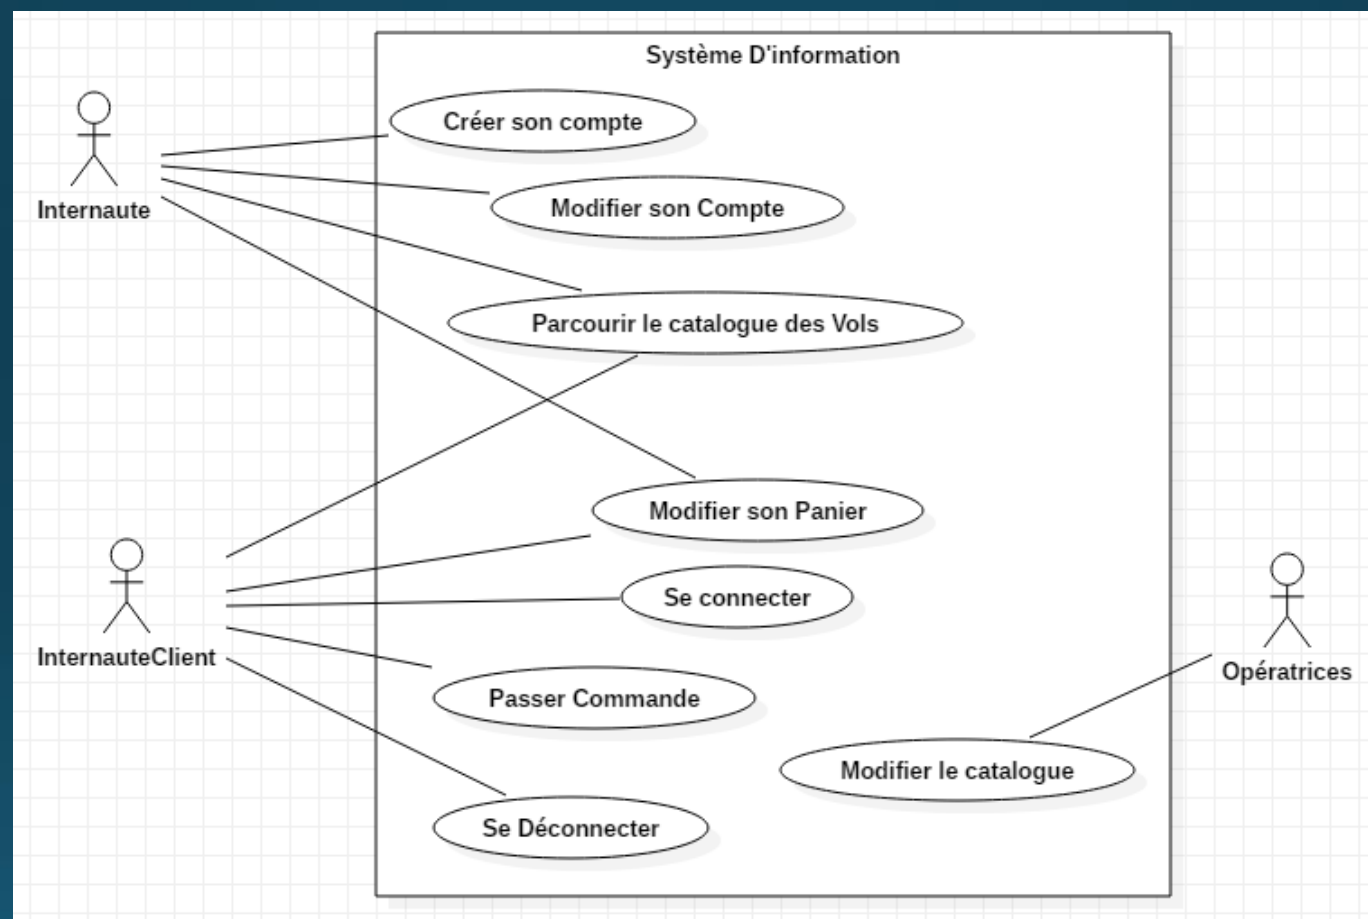 Système D'information
Créer son compte
Modifier son Compte
Internaute
Parcourir le catalogue des Vols
Modifier son Panier
Se connecter
InternauteClient
Opératrices
Passer Commande
Modifier le catalogue
Se Déconnecter